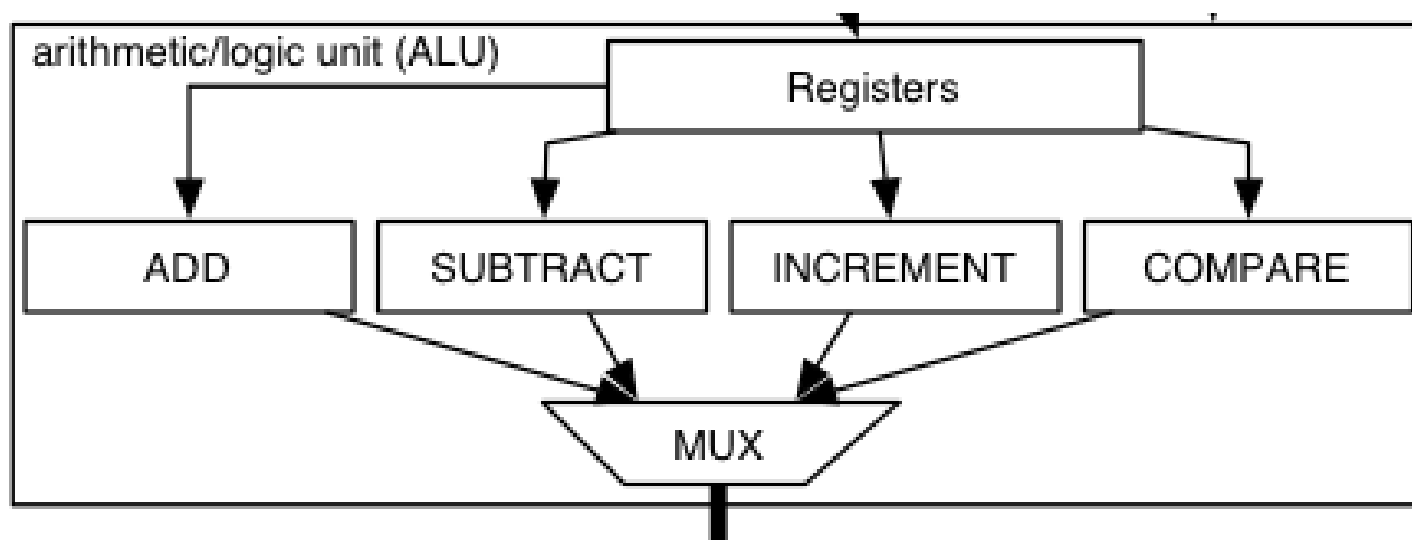 arithmetic/logic unit (ALU)
Registers
ADD
SUBTRACT
INCREMENT
COMPARE
MUX